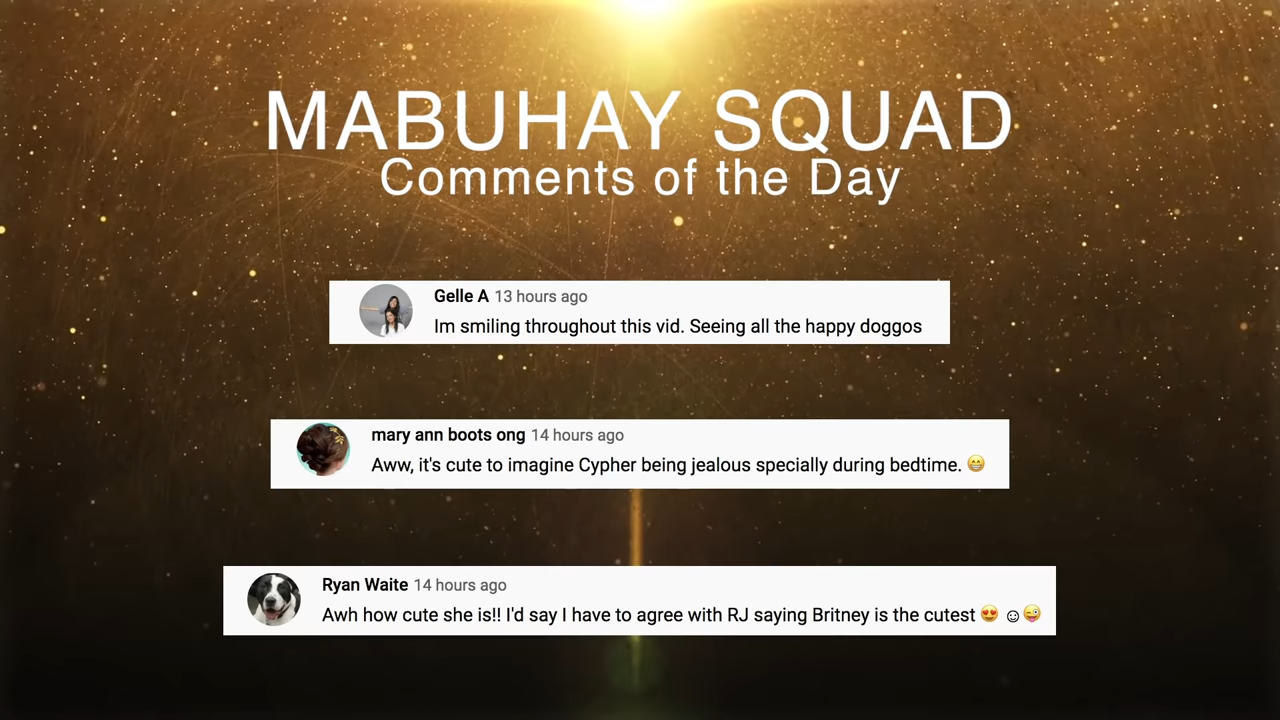 MABUHAY SQUAD
Comments of the Day
Gelle A 13 hours ago
Im smiling throughout this vid. Seeing all the happy doggos
mary ann boots ong 14 hours ago
Aww, it's cute to imagine Cypher being jealous specially during bedtime. 😁
Ryan Waite 14 hours ago
Awh how cute she is!! I'd say I have to agree with RJ saying Britney is the cutest 😍 ☺😜